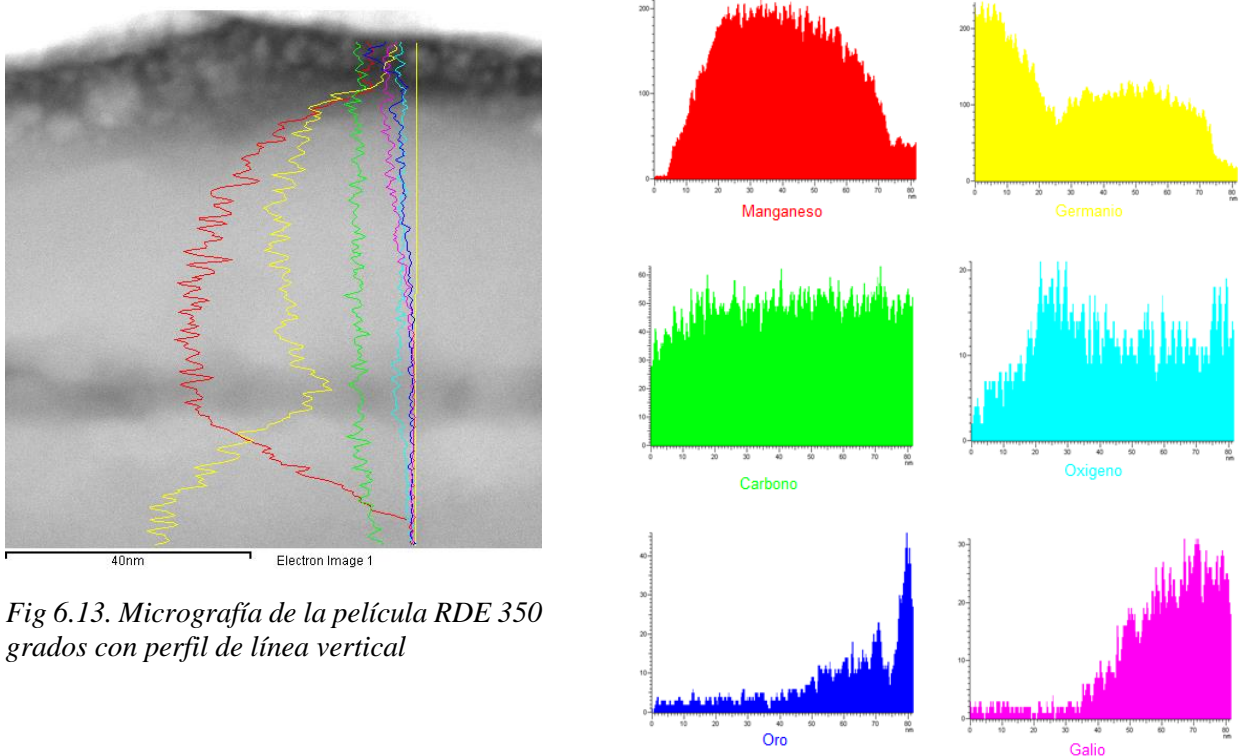 40nm
Electron Image 1
Fig 6.13. Micrografía de la película RDE 350
grados con perfil de línea vertical
200
100
0
0 10 20 30 40 50 60 70 80
nm
Manganeso
200
100
0
0 10 20 30 40 50 60 70 80
nm
Germanio
60
50
40
30
20
10
0
0 10 20 30 40 50 60 70 80
nm
Carbono
20
10
0
0 10 20 30 40 50 60 70 80
nm
Oxigeno
40
30
20
10
0
0 10 20 30 40 50 60 70 80
nm
Oro
30
20
10
0
0 10 20 30 40 50 60 70 80
nm
Galio